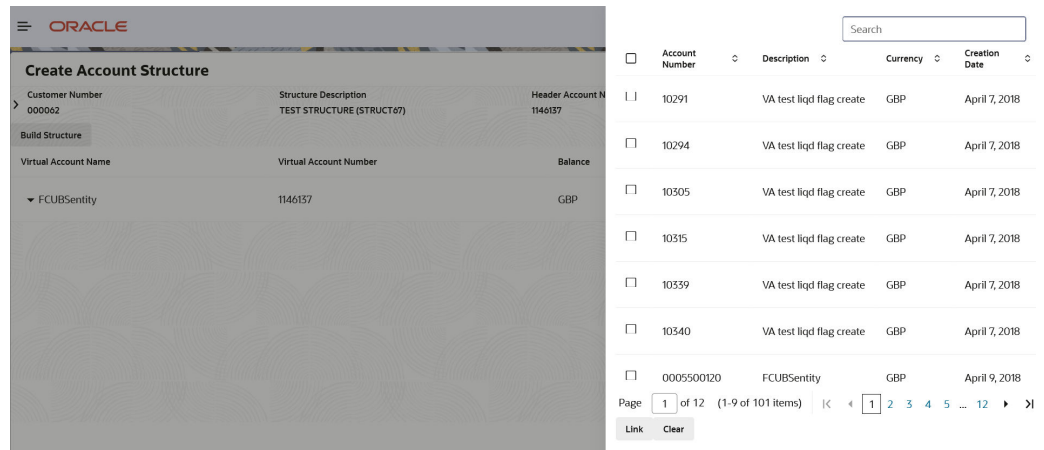 ORACLE
Create Account Structure
Customer Number Structure Description Header Account N
000062 TEST STRUCTURE (STRUCT67) 1146137
Build Structure
Virtual Account Name Virtual Account Number Balance
FCUBSentity 1146137 GBP
Search
Account Number Description Currency Creation Date
10291 VA test liqd flag create GBP April 7, 2018
10294 VA test liqd flag create GBP April 7, 2018
10305 VA test liqd flag create GBP April 7, 2018
10315 VA test liqd flag create GBP April 7, 2018
10339 VA test liqd flag create GBP April 7, 2018
10340 VA test liqd flag create GBP April 7, 2018
0005500120 FCUBSentity GBP April 9, 2018
Page 1 of 12 (1-9 of 101 items) 1 2 3 4 5 ... 12
Link Clear